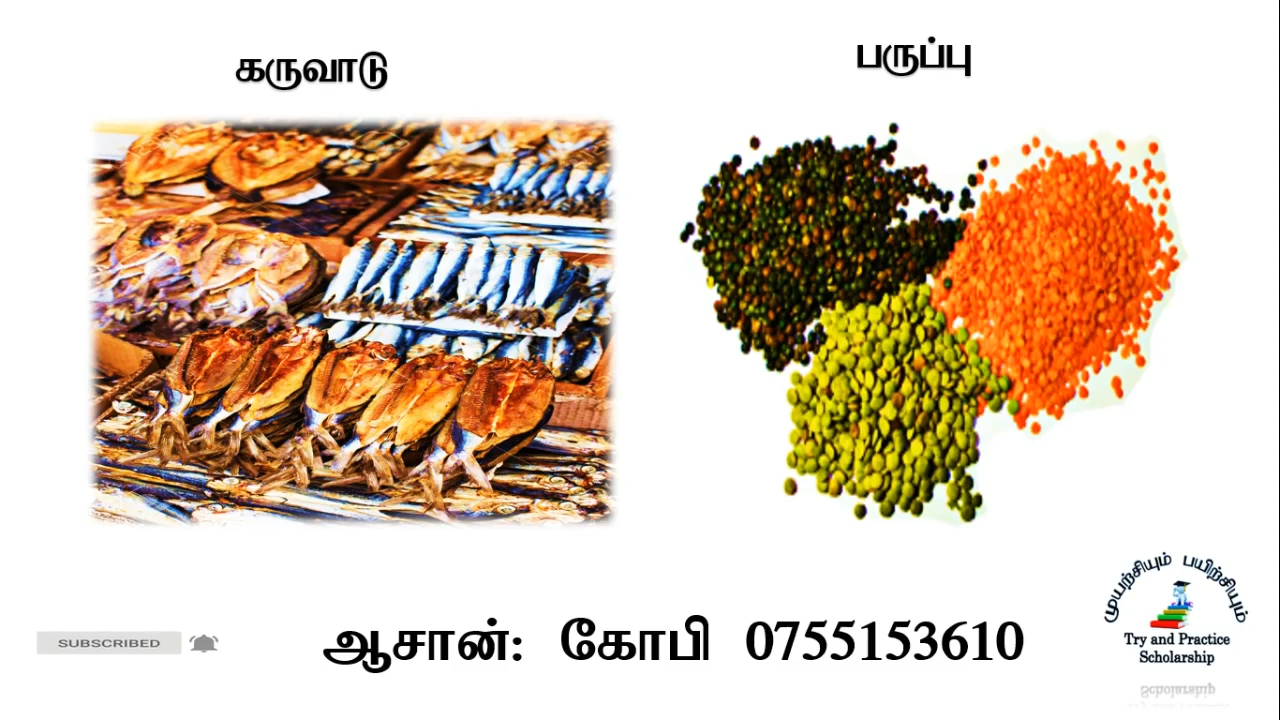 கருவாடு
பருப்பு
SUBSCRIBED
ஆசான்: கோபி 0755153610
முயற்சியும் பயிற்சியும்
Try and Practice
Scholarship